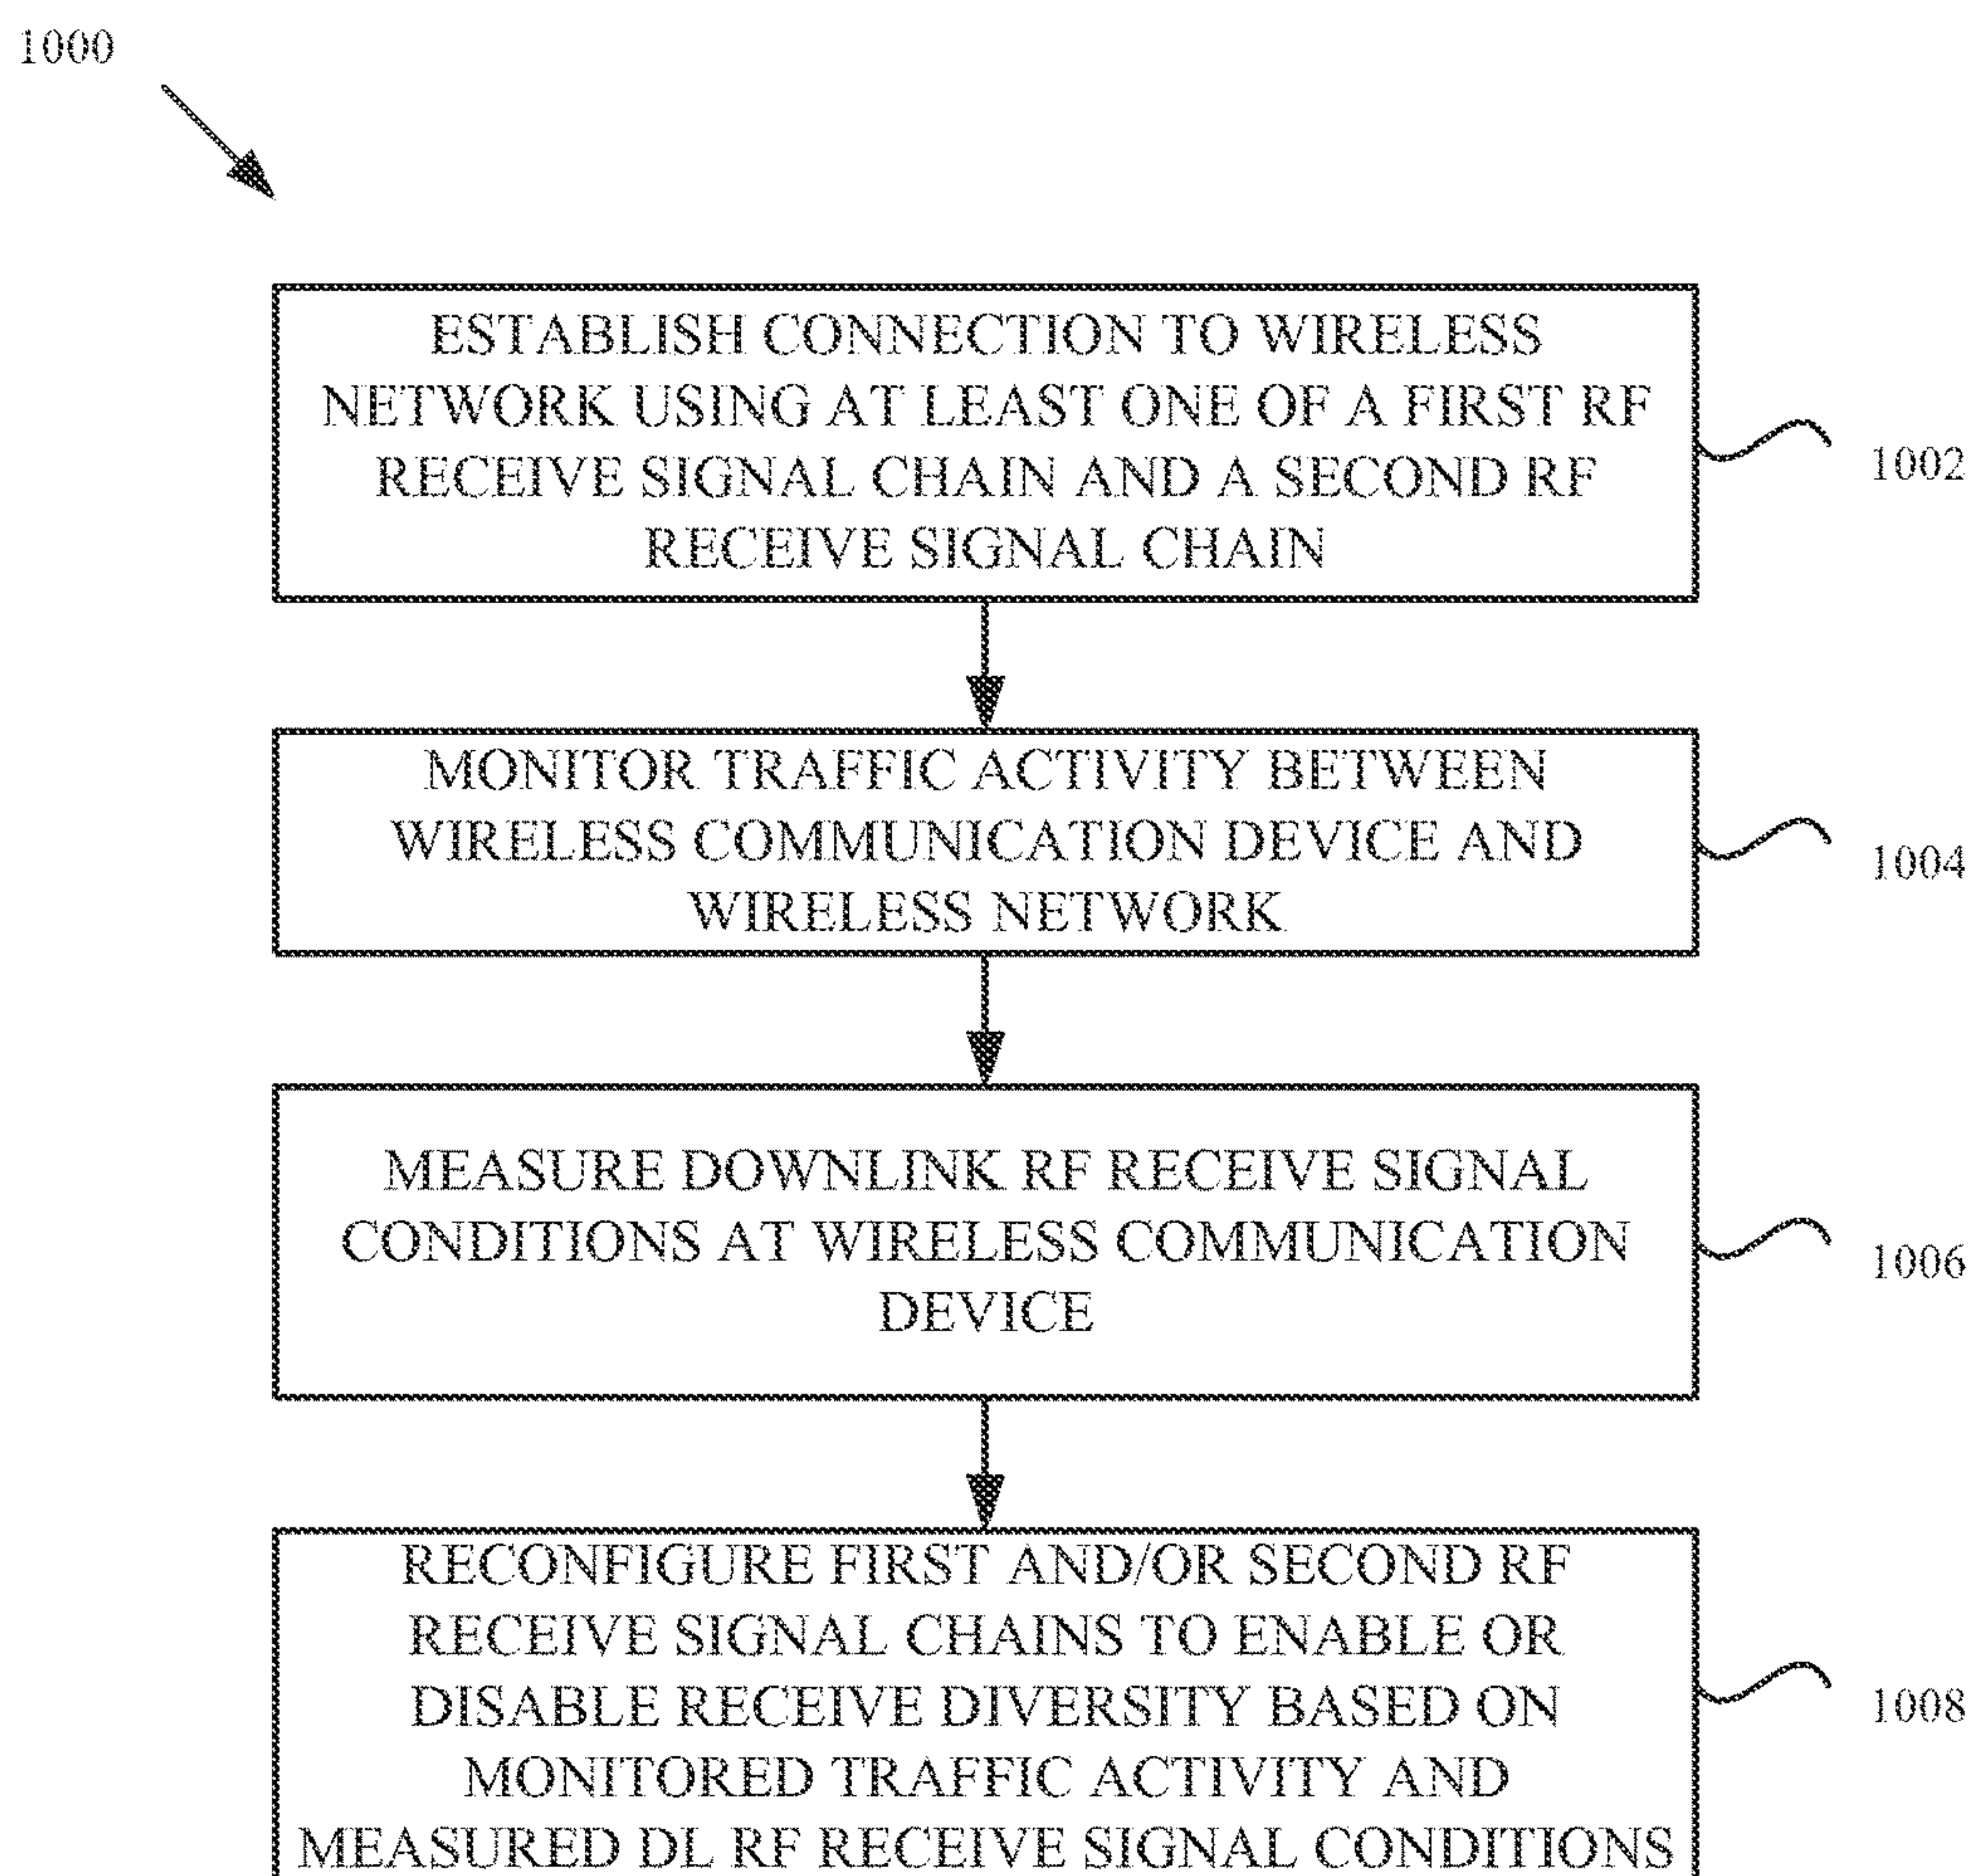 1000
ESTABLISH CONNECTION TO WIRELESS
NETWORK USING AT LEAST ONE OF A FIRST RF
RECEIVE SIGNAL CHAIN AND A SECOND RF
RECEIVE SIGNAL CHAIN
1002
MONITOR TRAFFIC ACTIVITY BETWEEN
WIRELESS COMMUNICATION DEVICE AND
WIRELESS NETWORK
1004
MEASURE DOWNLINK RF RECEIVE SIGNAL
CONDITIONS AT WIRELESS COMMUNICATION
DEVICE
1006
RECONFIGURE FIRST AND/OR SECOND RF
RECEIVE SIGNAL CHAINS TO ENABLE OR
DISABLE RECEIVE DIVERSITY BASED ON
MONITORED TRAFFIC ACTIVITY AND
MEASURED DL RF RECEIVE SIGNAL CONDITIONS
1008